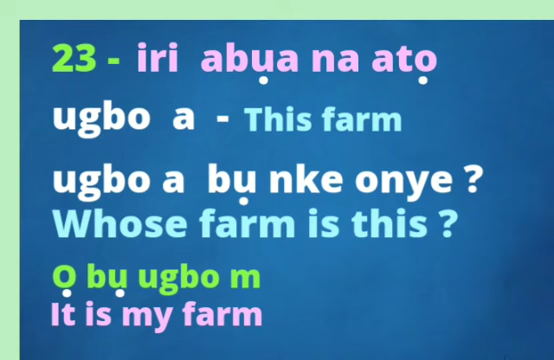 23 - iri abụa na atọ
ugbo a - This farm
ugbo a bụ nke onye ?
Whose farm is this ?
Ọ bụ ugbo m
It is my farm